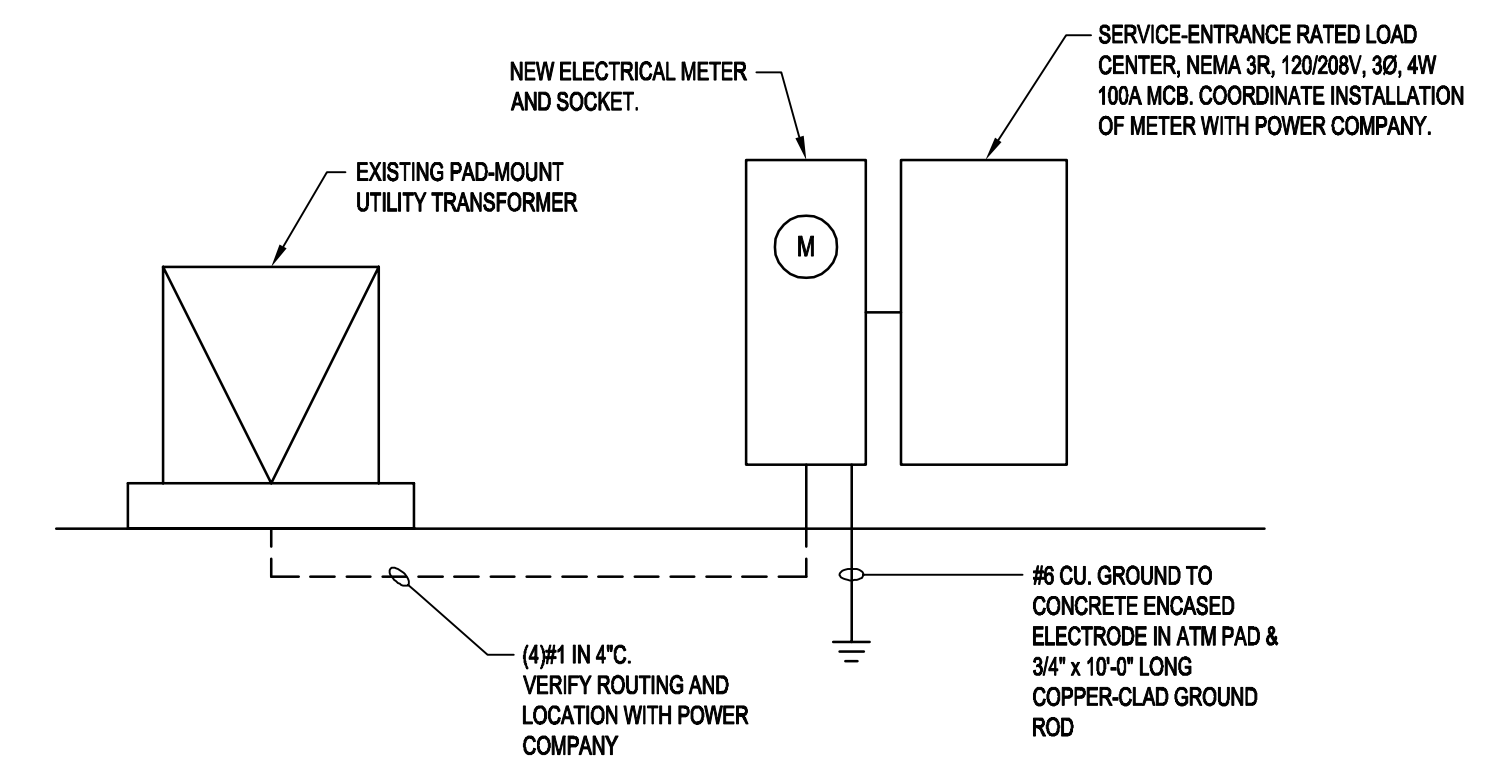 SERVICE-ENTRANCE RATED LOAD
CENTER, NEMA 3R, 120/208V, 3Ø, 4W
100A MCB. COORDINATE INSTALLATION
OF METER WITH POWER COMPANY.
NEW ELECTRICAL METER
AND SOCKET.
EXISTING PAD-MOUNT
UTILITY TRANSFORMER
M
#6 CU. GROUND TO
CONCRETE ENCASED
ELECTRODE IN ATM PAD &
3/4" x 10'-0" LONG
COPPER-CLAD GROUND
ROD
(4)#1 IN 4"C.
VERIFY ROUTING AND
LOCATION WITH POWER
COMPANY